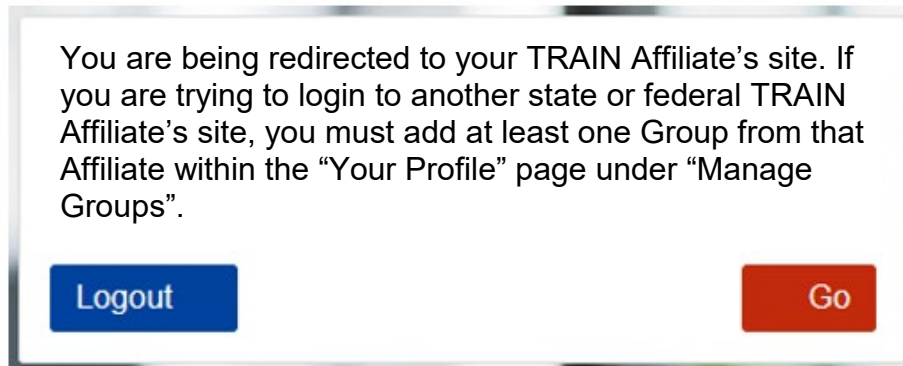 You are being redirected to your TRAIN Affiliate’s site. If
you are trying to login to another state or federal TRAIN
Affiliate’s site, you must add at least one Group from that
Affiliate within the “Your Profile” page under “Manage
Groups”.
Logout
Go